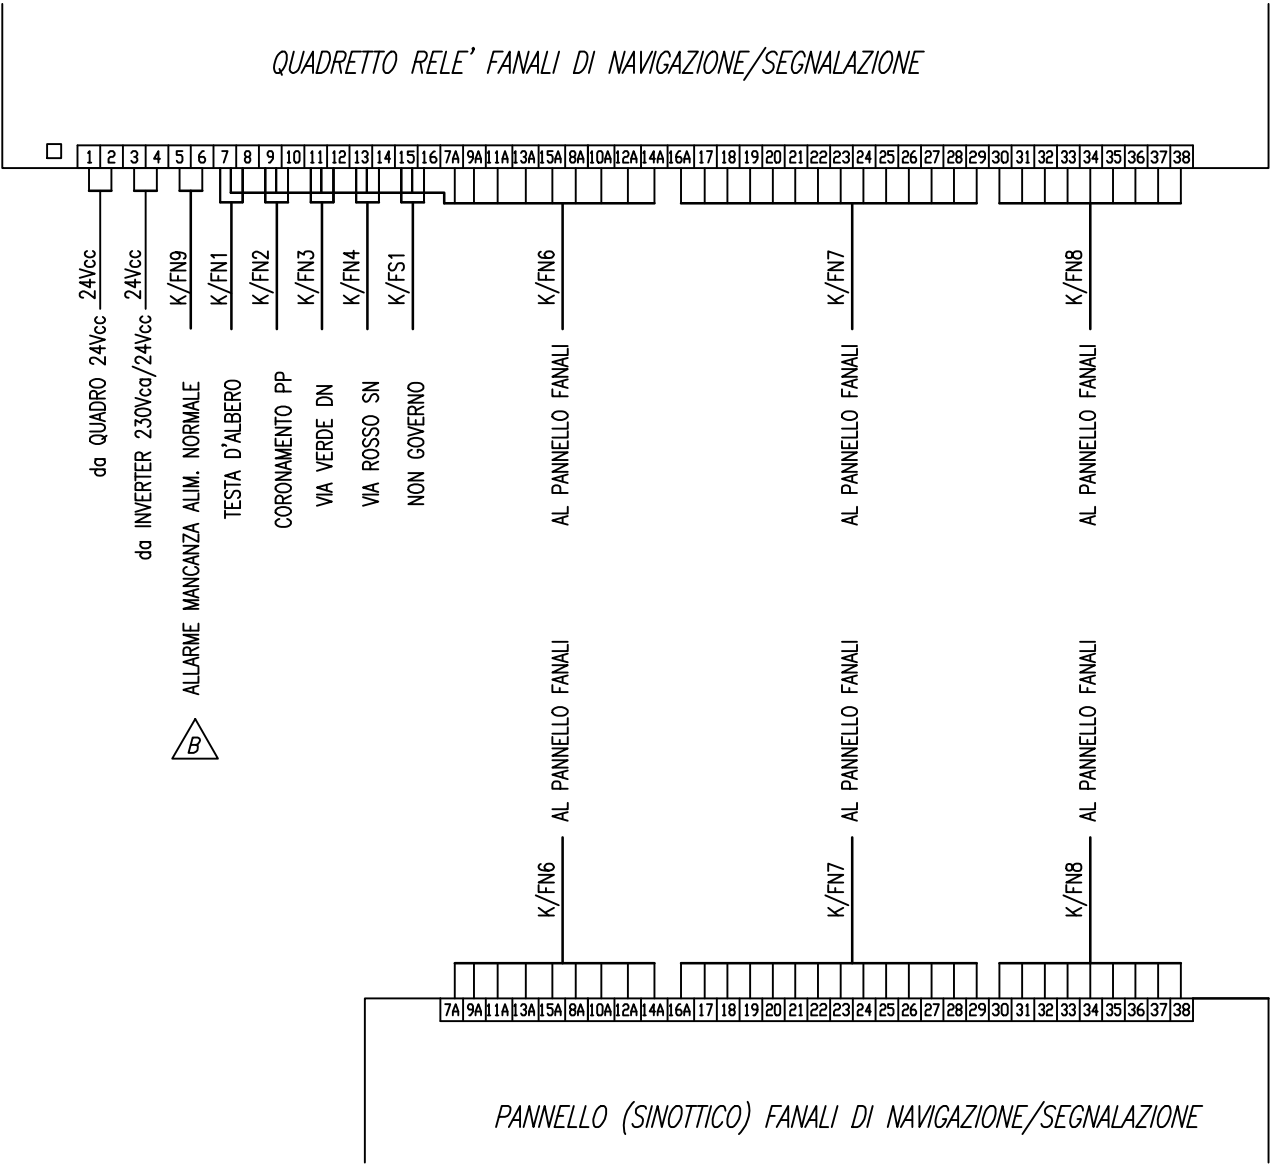 QUADRETTO RELE' FANALI DI NAVIGAZIONE/SEGNALAZIONE
1 2 3 4 5 6 7 8 9 10 11 12 13 14 15 16 7A 9A 11A 13A 15A 8A 10A 12A 14A 16A 17 18 19 20 21 22 23 24 25 26 27 28 29 30 31 32 33 34 35 36 37 38
24Vcc
24Vcc
K/FN9
K/FN1
K/FN2
K/FN3
K/FN4
K/FS1
K/FN6
K/FN7
K/FN8
da QUADRO 24Vcc
da INVERTER 230Vca/24Vcc
ALLARME MANCANZA ALIM. NORMALE
TESTA D'ALBERO
CORONAMENTO PP
VIA VERDE DN
VIA ROSSO SN
NON GOVERNO
AL PANNELLO FANALI
AL PANNELLO FANALI
AL PANNELLO FANALI
B
AL PANNELLO FANALI
AL PANNELLO FANALI
AL PANNELLO FANALI
K/FN6
K/FN7
K/FN8
7A 9A 11A 13A 15A 8A 10A 12A 14A 16A 17 18 19 20 21 22 23 24 25 26 27 28 29 30 31 32 33 34 35 36 37 38
PANNELLO (SINOTTICO) FANALI DI NAVIGAZIONE/SEGNALAZIONE